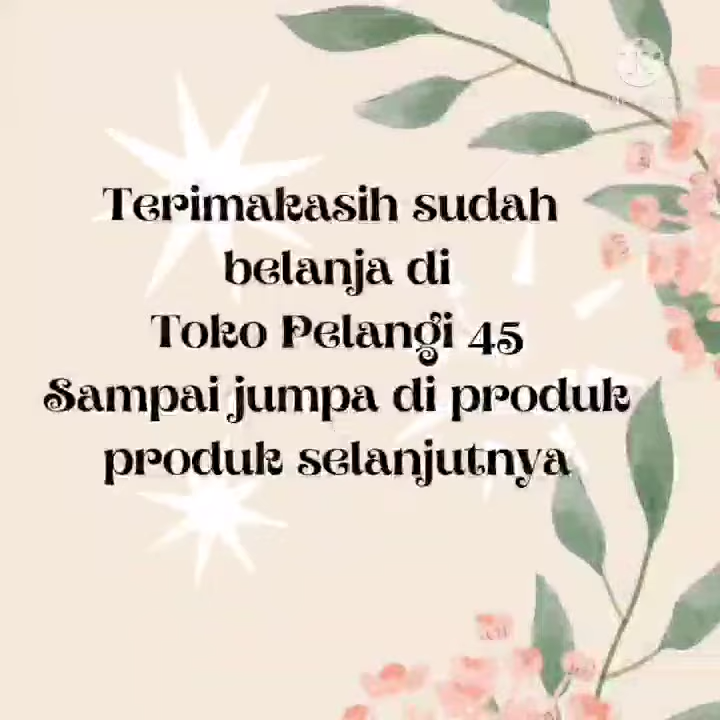 Terimakasih sudah
belanja di
Toko Pelangi 45
Sampai jumpa di produk
produk selanjutnya